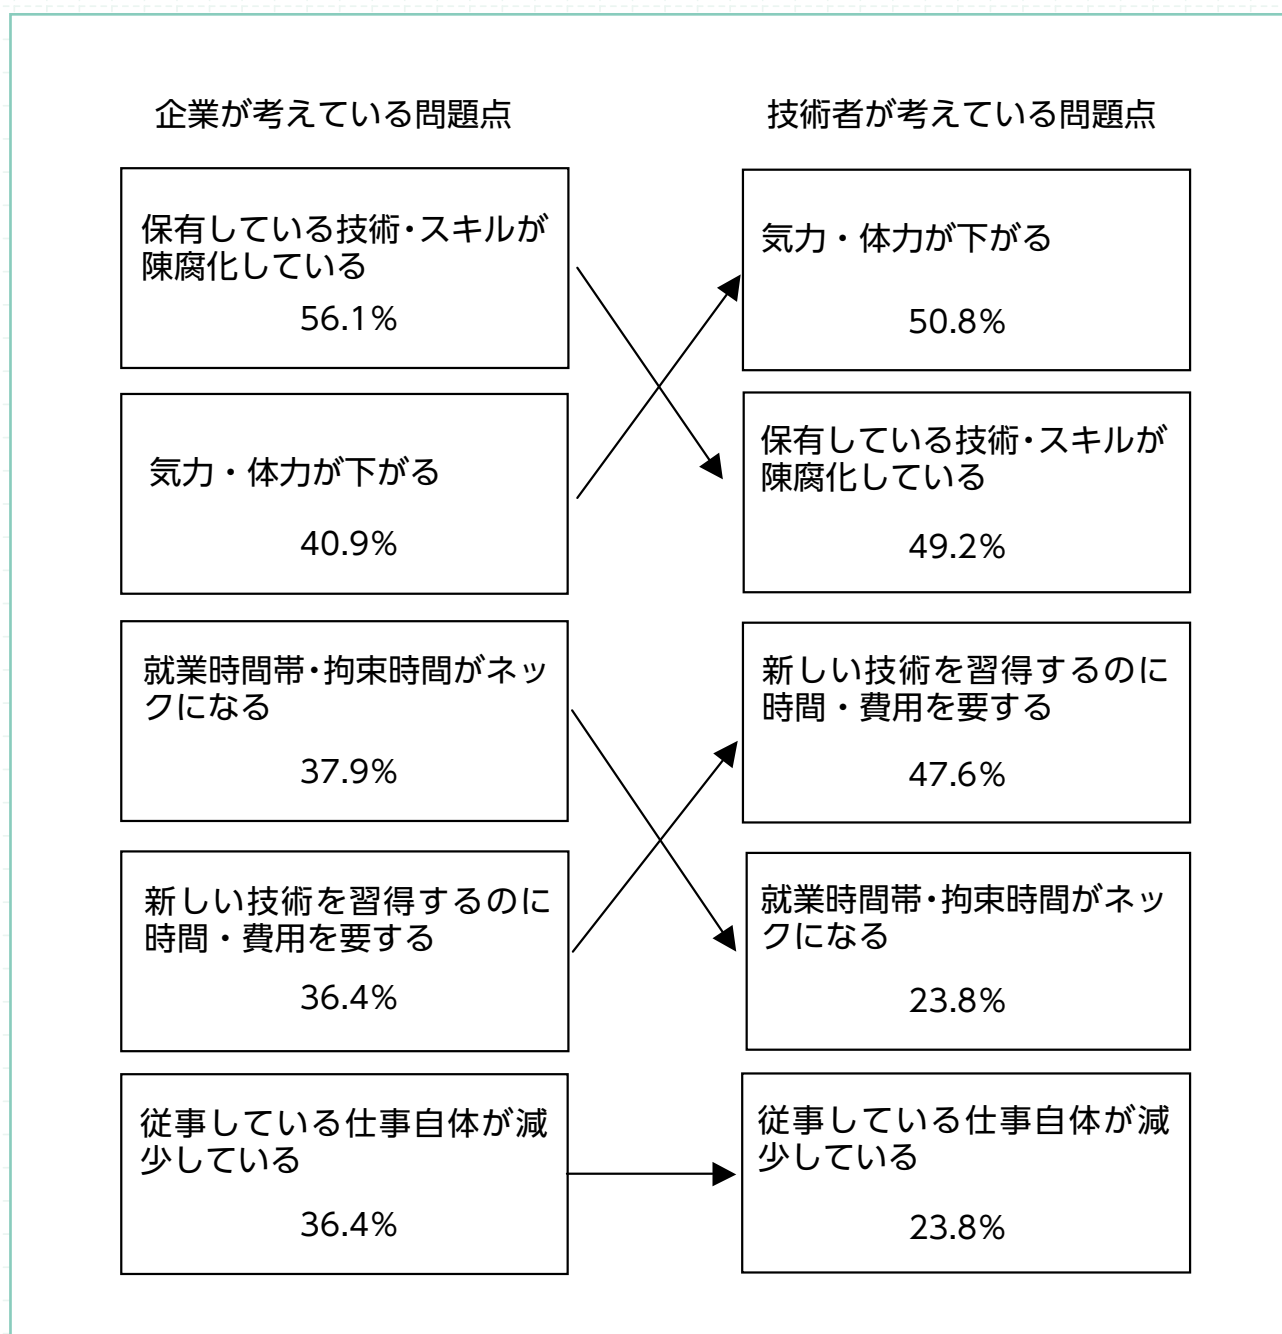 企業が考えている問題点
保有している技術・スキルが
陳腐化している
56.1%
気力・体力が下がる
40.9%
就業時間帯・拘束時間がネッ
クになる
37.9%
新しい技術を習得するのに
時間・費用を要する
36.4%
従事している仕事自体が減
少している
36.4%
技術者が考えている問題点
気力・体力が下がる
50.8%
保有している技術・スキルが
陳腐化している
49.2%
新しい技術を習得するのに
時間・費用を要する
47.6%
就業時間帯・拘束時間がネッ
クになる
23.8%
従事している仕事自体が減
少している
23.8%